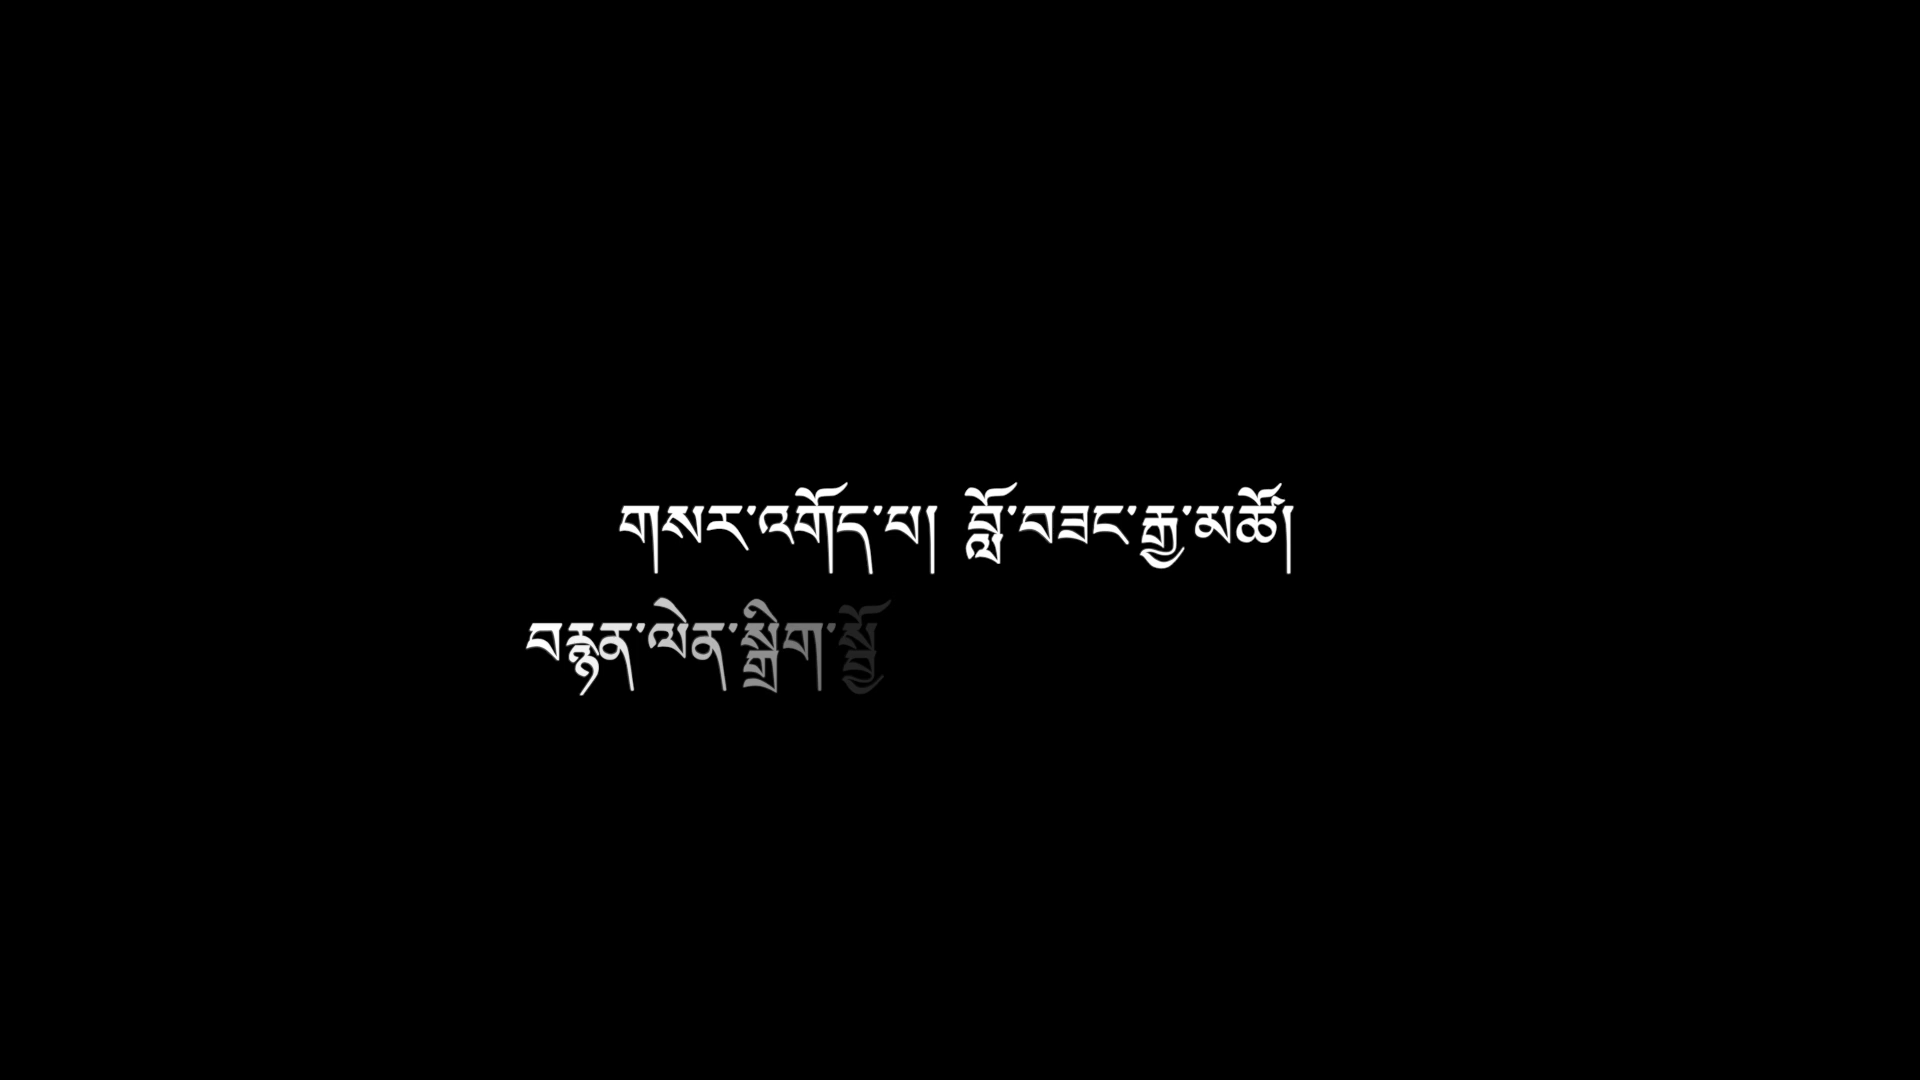 གསར་འགོད་པ། བློ་བཟང་རྒྱ་མཚོ།
བརྙན་ལེན་སྒྲིག་སྦྱོ